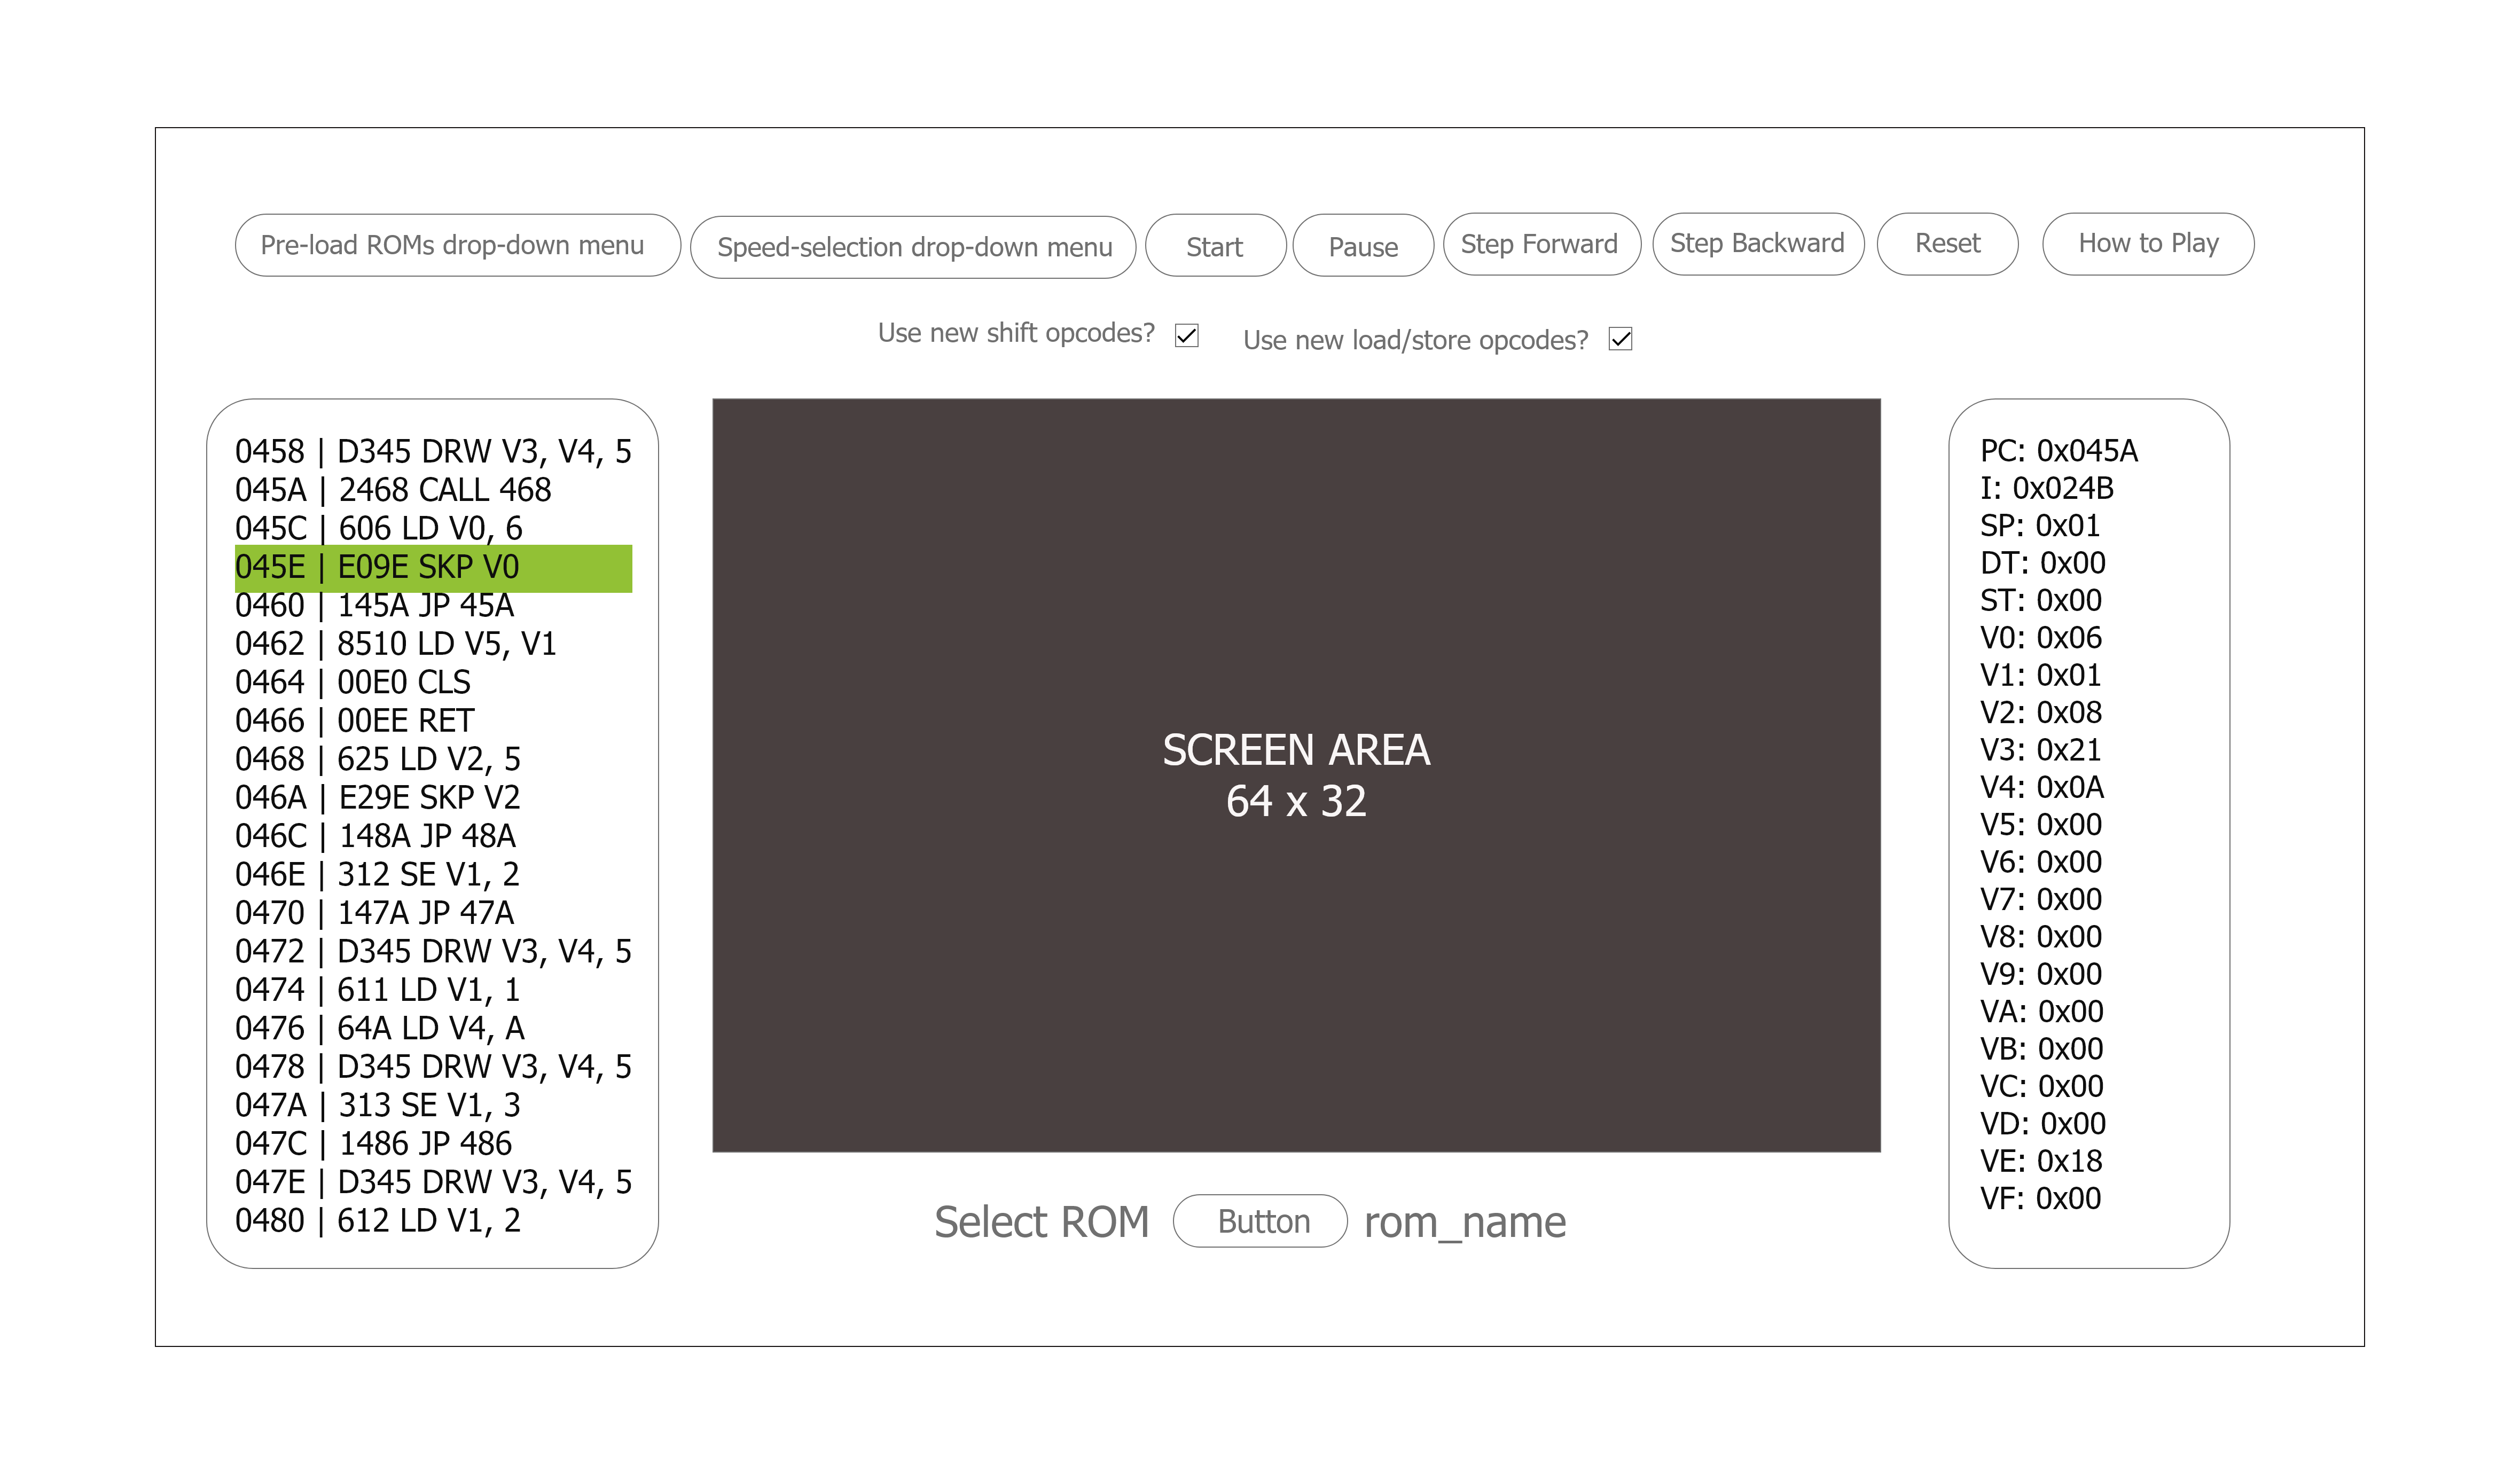 Pre-load ROMs drop-down menu
Speed-selection drop-down menu
Start
Pause
Step Forward
Step Backward
Reset
How to Play
Use new shift opcodes?
Use new load/store opcodes?
0458 | D345 DRW V3, V4, 5
045A | 2468 CALL 468
045C | 606 LD V0, 6
045E | E09E SKP V0
0460 | 145A JP 45A
0462 | 8510 LD V5, V1
0464 | 00E0 CLS
0466 | 00EE RET
0468 | 625 LD V2, 5
046A | E29E SKP V2
046C | 148A JP 48A
046E | 312 SE V1, 2
0470 | 147A JP 47A
0472 | D345 DRW V3, V4, 5
0474 | 611 LD V1, 1
0476 | 64A LD V4, A
0478 | D345 DRW V3, V4, 5
047A | 313 SE V1, 3
047C | 1486 JP 486
047E | D345 DRW V3, V4, 5
0480 | 612 LD V1, 2
SCREEN AREA
64 x 32
Select ROM
Button
rom_name
PC: 0x045A
I: 0x024B
SP: 0x01
DT: 0x00
ST: 0x00
V0: 0x06
V1: 0x01
V2: 0x08
V3: 0x21
V4: 0x0A
V5: 0x00
V6: 0x00
V7: 0x00
V8: 0x00
V9: 0x00
VA: 0x00
VB: 0x00
VC: 0x00
VD: 0x00
VE: 0x18
VF: 0x00